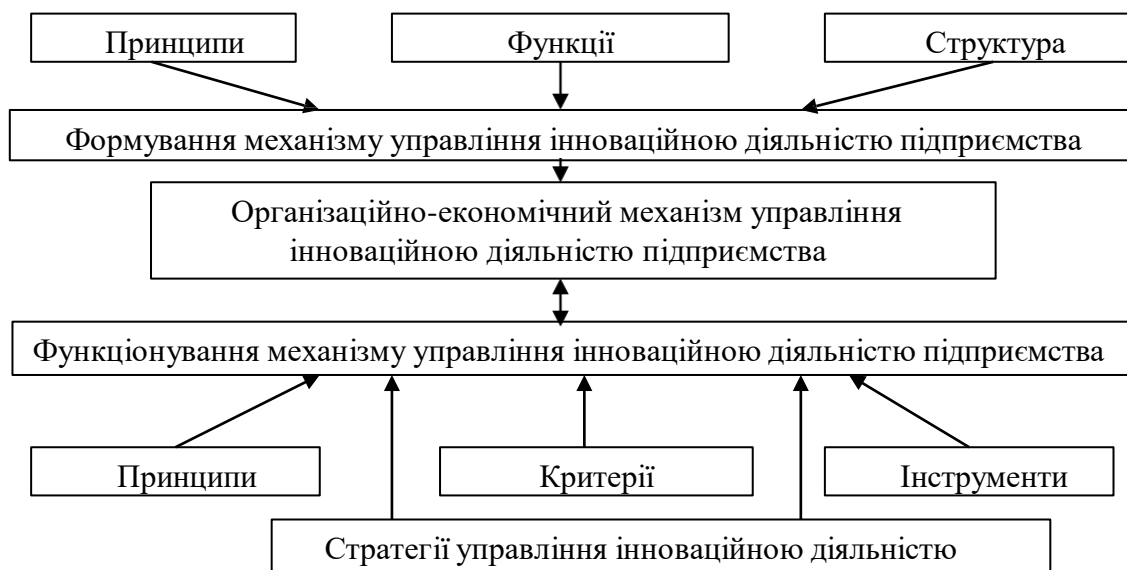 Принципи
Функції
Структура
Формування механізму управління інноваційною діяльністю підприємства
Організаційно-економічний механізм управління
інноваційною діяльністю підприємства
Функціонування механізму управління інноваційною діяльністю підприємства
Принципи
Критерії
Інструменти
Стратегії управління інноваційною діяльністю